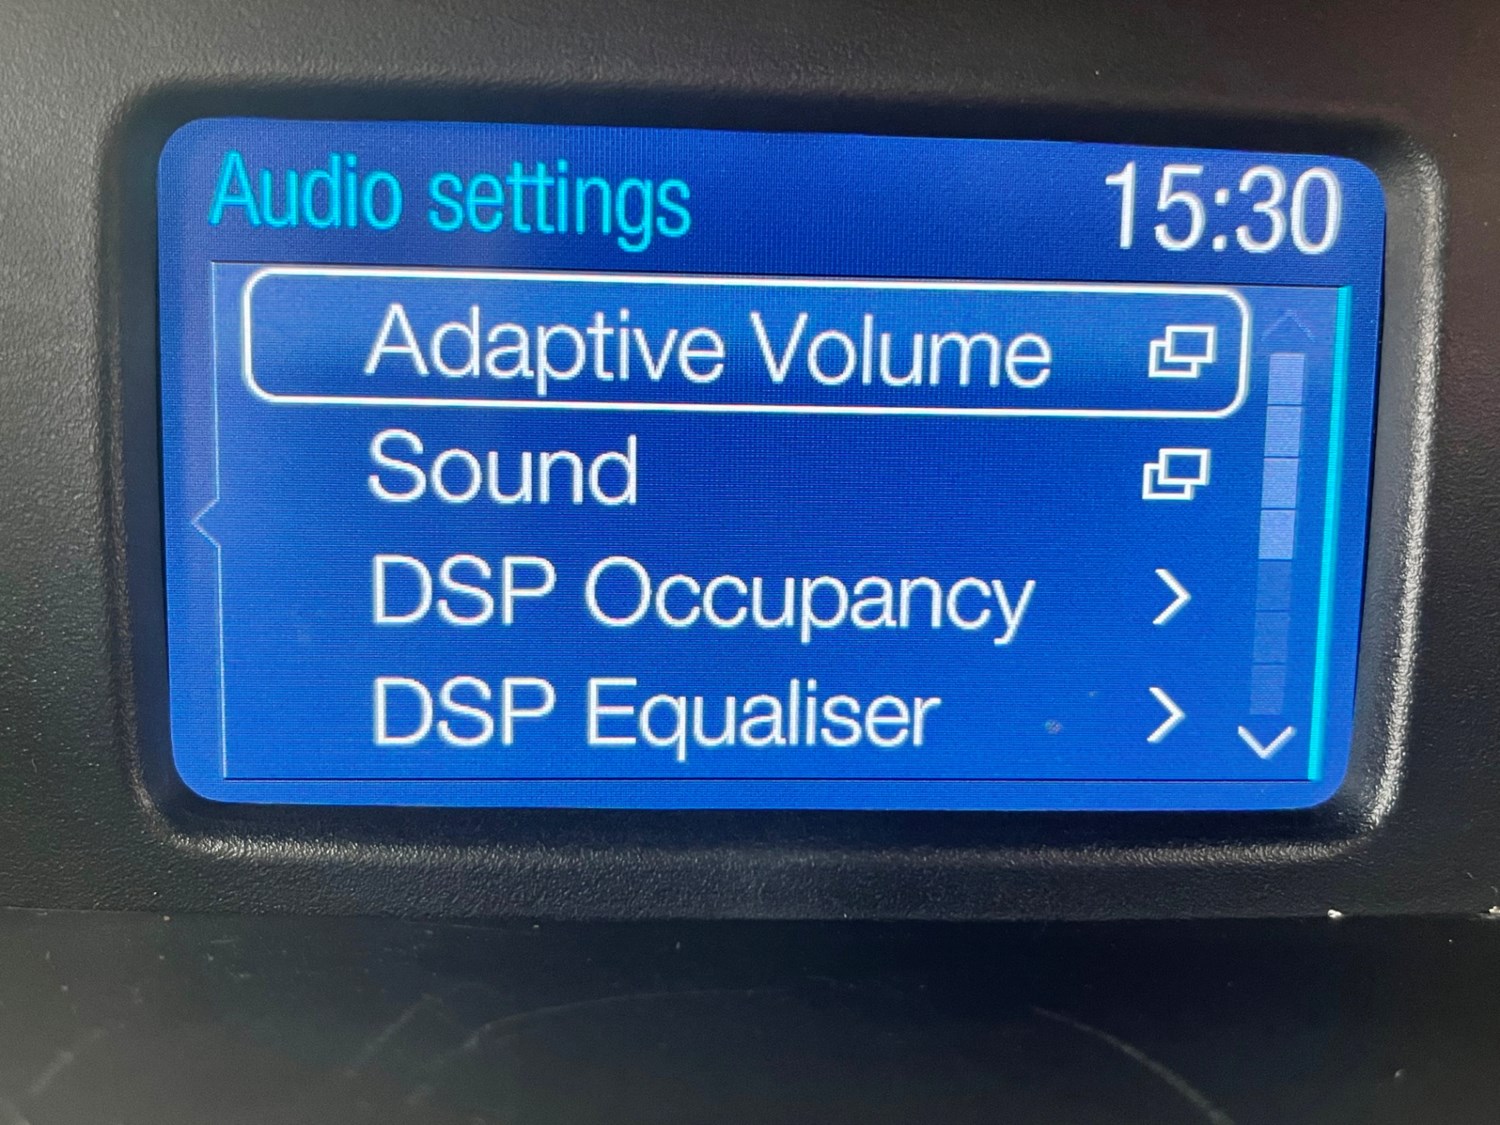 Audio settings 15:30
Adaptive Volume
Sound
DSP Occupancy
DSP Equaliser